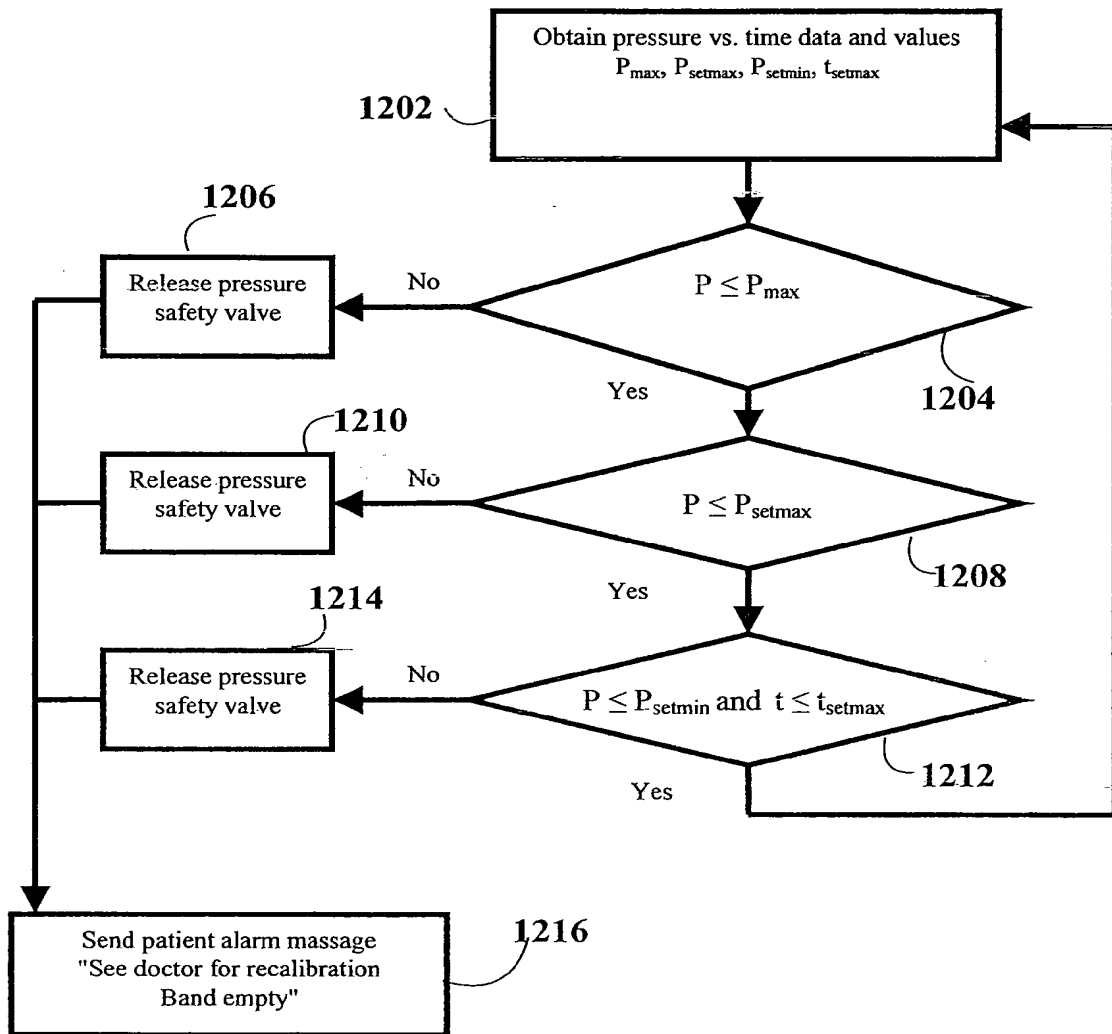 Obtain pressure vs. time data and values
Pmax, Psetmax, Psetmin, tsetmax
1202
1206
Release pressure
safety valve
No
P ≤ Pmax
1204
Yes
1210
Release pressure
safety valve
No
P ≤ Psetmax
1208
Yes
1214
Release pressure
safety valve
No
P ≤ Psetmin and t ≤ tsetmax
1212
Yes
Send patient alarm massage
"See doctor for recalibration
Band empty"
1216